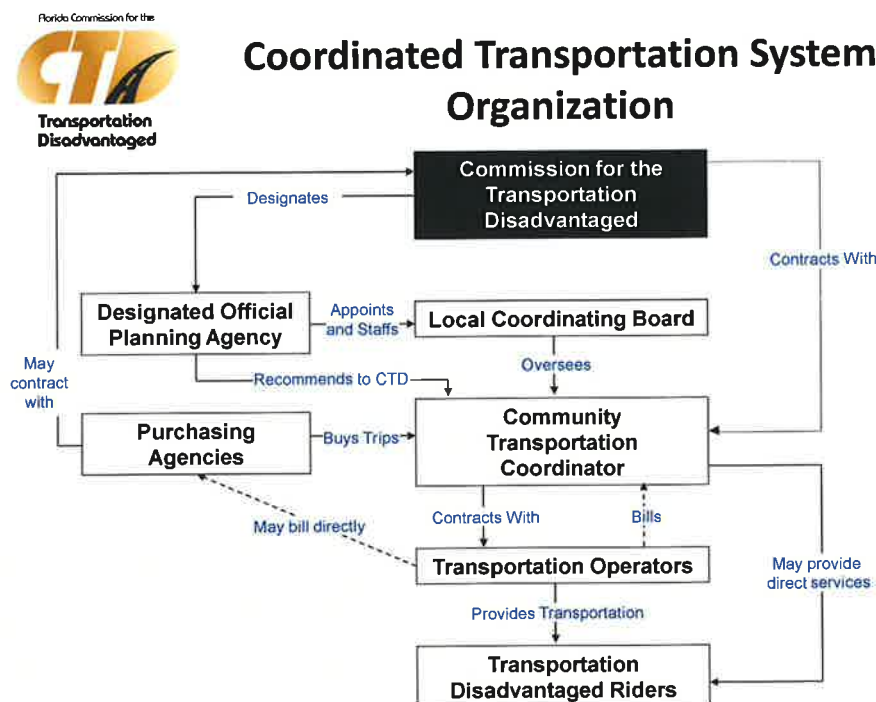 Florida Commission for the
CTD
Transportation
Disadvantaged
Coordinated Transportation System
Organization
Commission for the
Transportation
Disadvantaged
Designates
Contracts With
Designated Official
Planning Agency
Appoints
and Staffs
Local Coordinating Board
May
contract
with
Recommends to CTD
Oversees
Purchasing
Agencies
Buys Trips
Community
Transportation
Coordinator
May bill directly
Contracts With
Bills
Transportation Operators
May provide
direct services
Provides Transportation
Transportation
Disadvantaged Riders